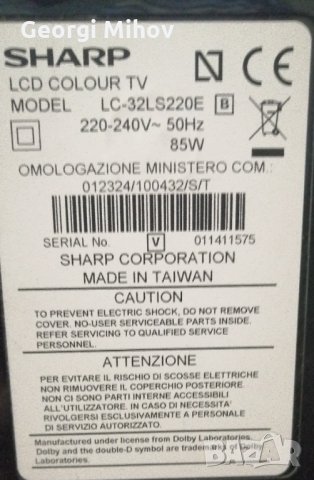 Georgi Mihov
SHARP
N CE
LCD COLOUR TV
MODEL LC-32LS220E B
220-240V~ 50Hz
85W
OMOLOGAZIONE MINISTERO COM.:
012324/100432/S/T
SERIAL No. V 011411575
SHARP CORPORATION
MADE IN TAIWAN
CAUTION
TO PREVENT ELECTRIC SHOCK, DO NOT REMOVE
COVER. NO-USER SERVICEABLE PARTS INSIDE.
REFER SERVICING TO QUALIFIED SERVICE
PERSONNEL.
ATTENZIONE
PER EVITARE IL RISCHIO DI SCOSSE ELETTRICHE
NON RIMUOVERE IL COPERCHIO POSTERIORE.
NON CI SONO PARTI INTERNE ACCESSIBILI
ALL'UTILIZZATORE. IN CASO DI NECESSITA'
RIVOLGERSI ESCLUSIVAMENTE A PERSONALE
DI SERVIZIO AUTORIZZATO.
Manufactured under license from Dolby Laboratories.
Dolby and the double-D symbol are trademarks of Dolby
Laboratories.
BAZAR